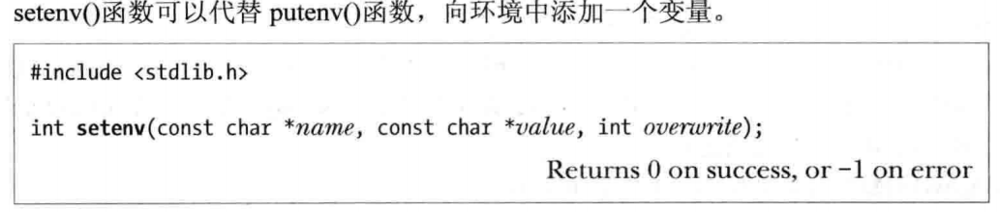 setenv()函数可以代替 putenv()函数，向环境中添加一个变量。
#include <stdlib.h>
int setenv(const char *name, const char *value, int overwrite);
Returns 0 on success, or −1 on error